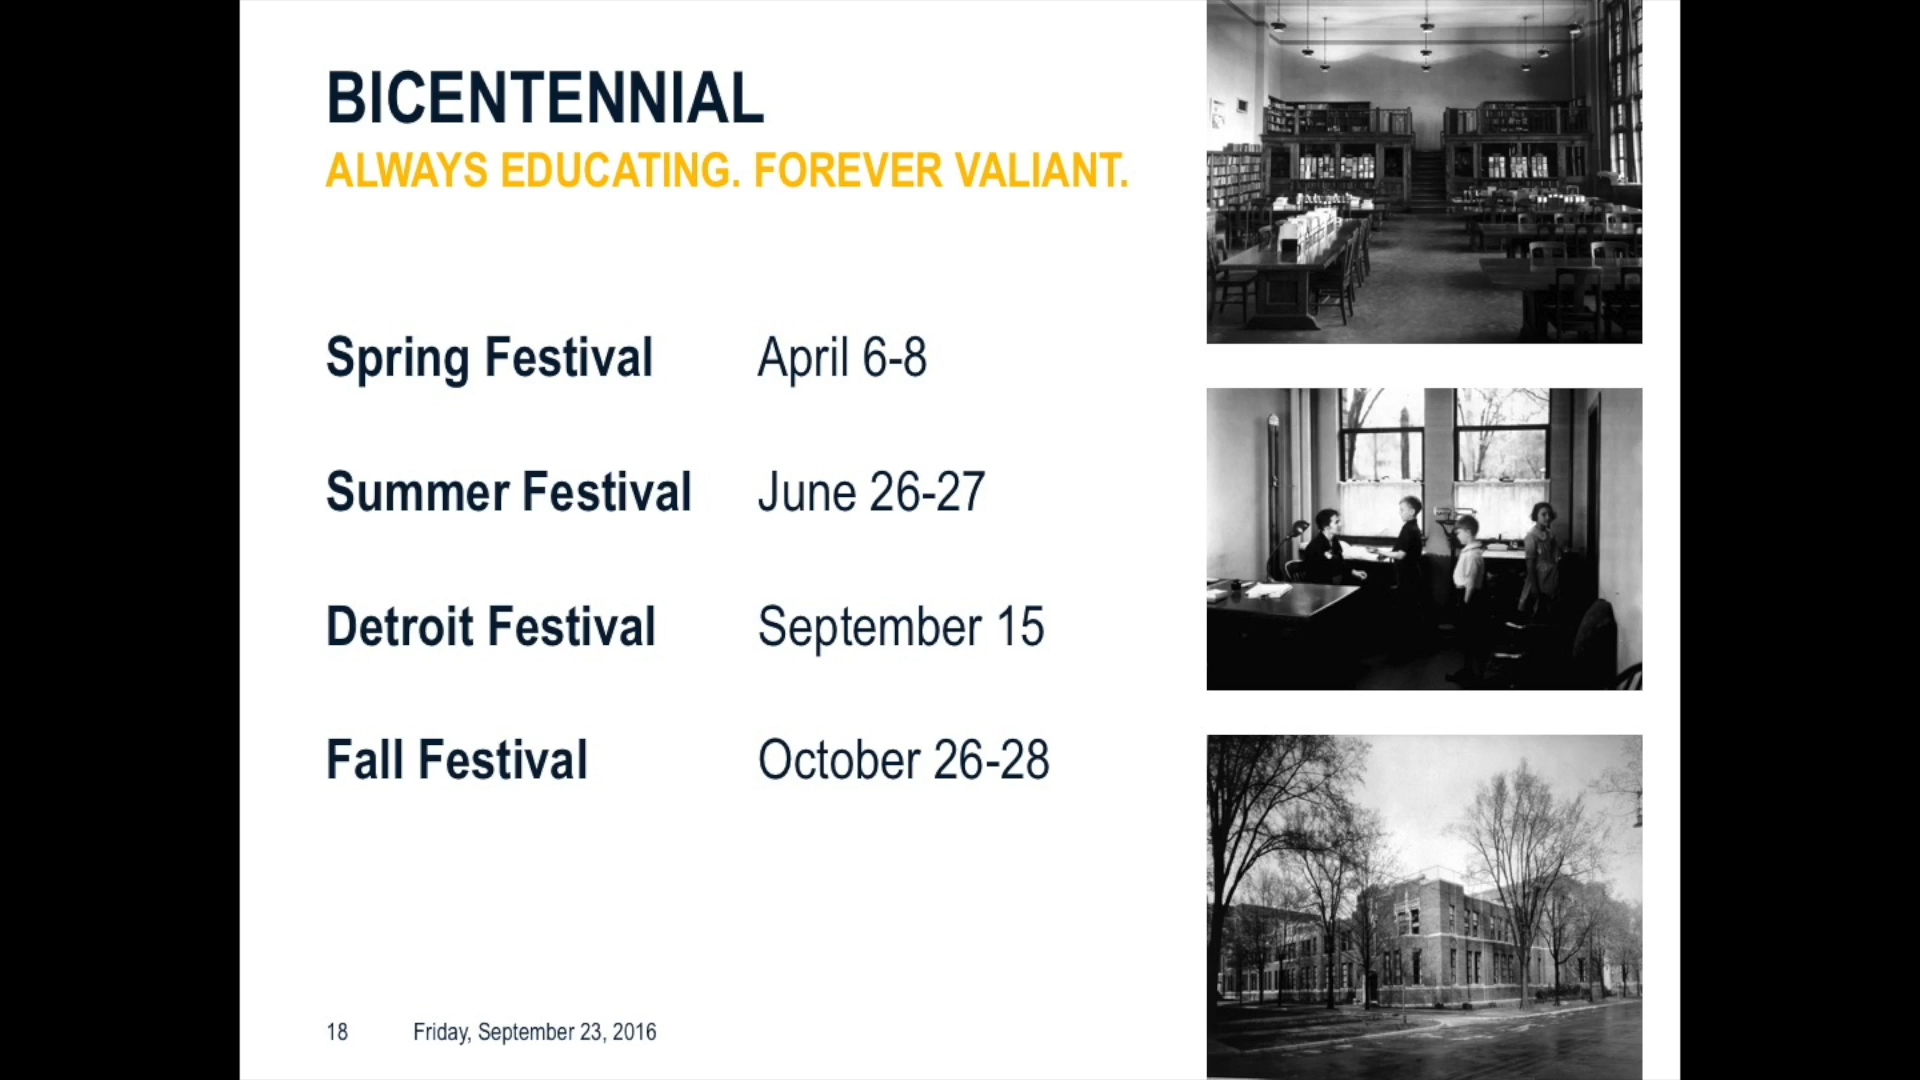 BICENTENNIAL
ALWAYS EDUCATING. FOREVER VALIANT.
Spring Festival April 6-8
Summer Festival June 26-27
Detroit Festival September 15
Fall Festival October 26-28
18 Friday, September 23, 2016